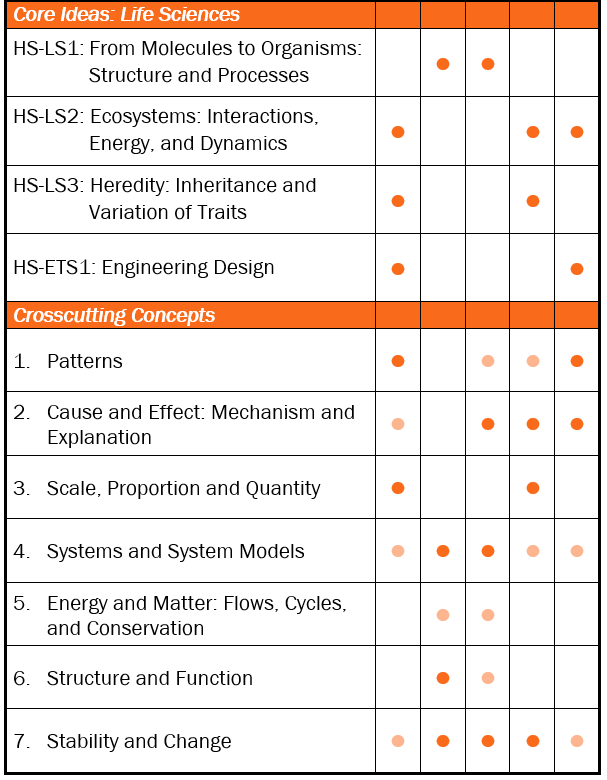 Core Ideas: Life Sciences
HS-LS1: From Molecules to Organisms:
Structure and Processes
HS-LS2: Ecosystems: Interactions,
Energy, and Dynamics
HS-LS3: Heredity: Inheritance and
Variation of Traits
HS-ETS1: Engineering Design
Crosscutting Concepts
1. Patterns
2. Cause and Effect: Mechanism and
Explanation
3. Scale, Proportion and Quantity
4. Systems and System Models
5. Energy and Matter: Flows, Cycles,
and Conservation
6. Structure and Function
7. Stability and Change